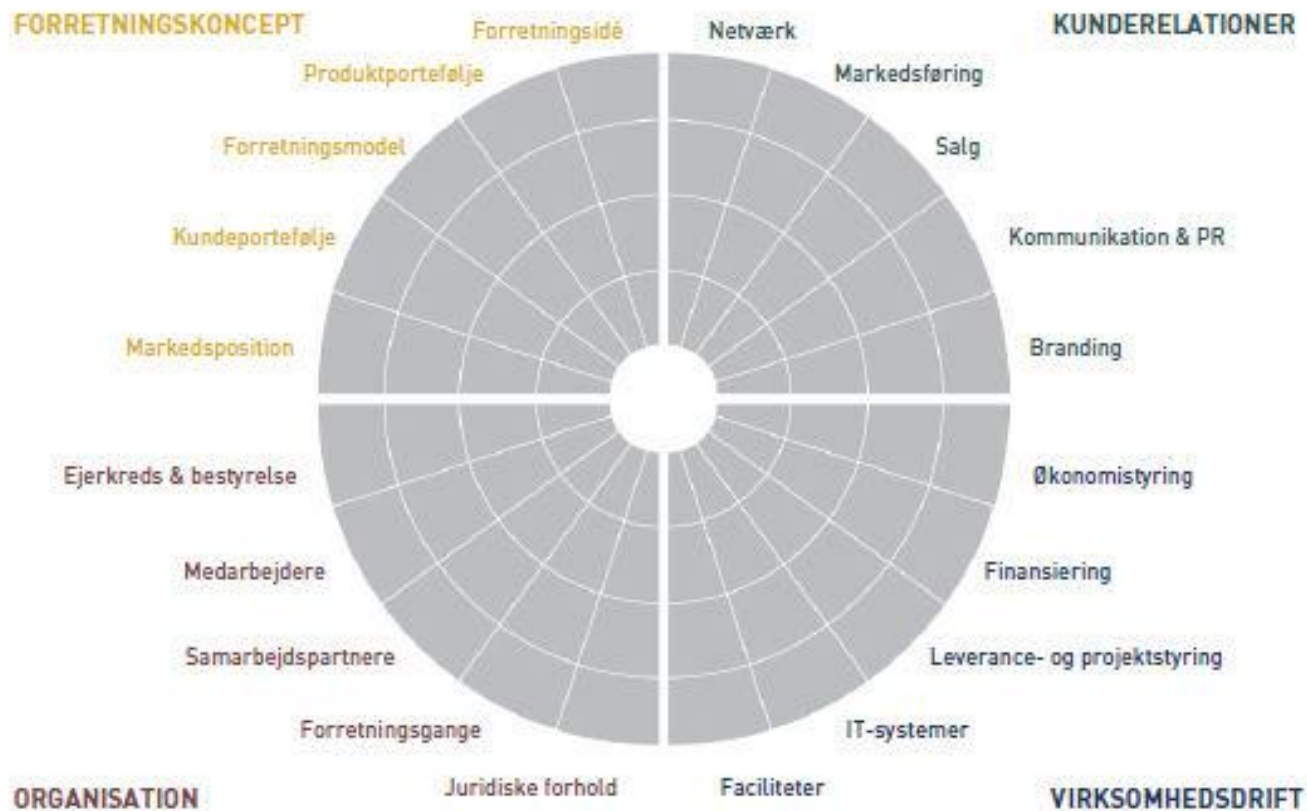 FORRETNINGSKONCEPT
Forretningsidé
Produktportefølje
Forretningsmodel
Kundeportefølje
Markedsposition
KUNDERELATIONER
Netværk
Markedsføring
Salg
Kommunikation & PR
Branding
Ejerkreds & bestyrelse
Medarbejdere
Samarbejdspartnere
Forretningsgange
Juridiske forhold
ORGANISATION
Økonomistyring
Finansiering
Leverance- og projektstyring
IT-systemer
Faciliteter
VIRKSOMHEDSDRIFT